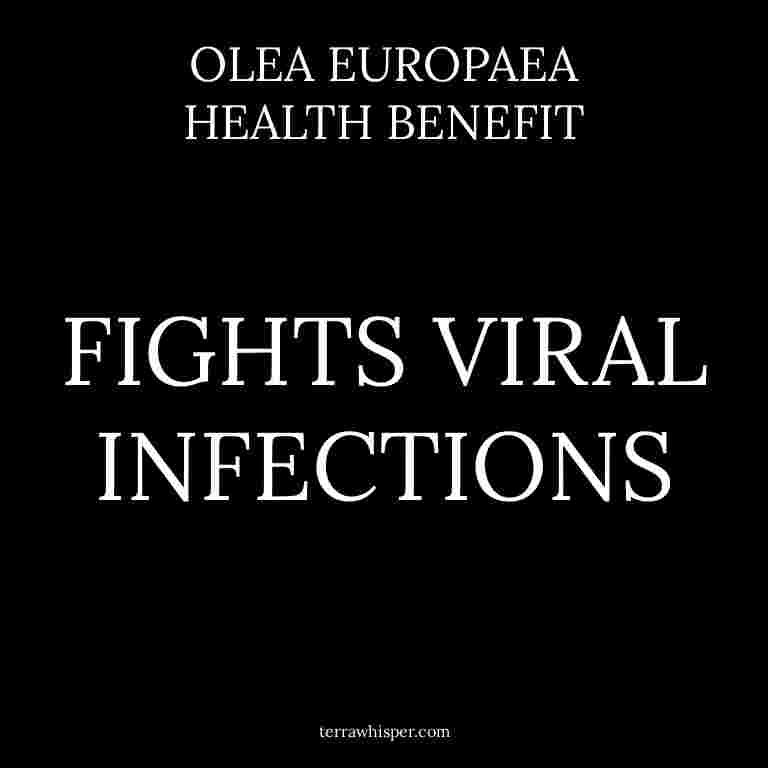 OLEA EUROPAEA
HEALTH BENEFIT
FIGHTS VIRAL
INFECTIONS
terrawhisper.com